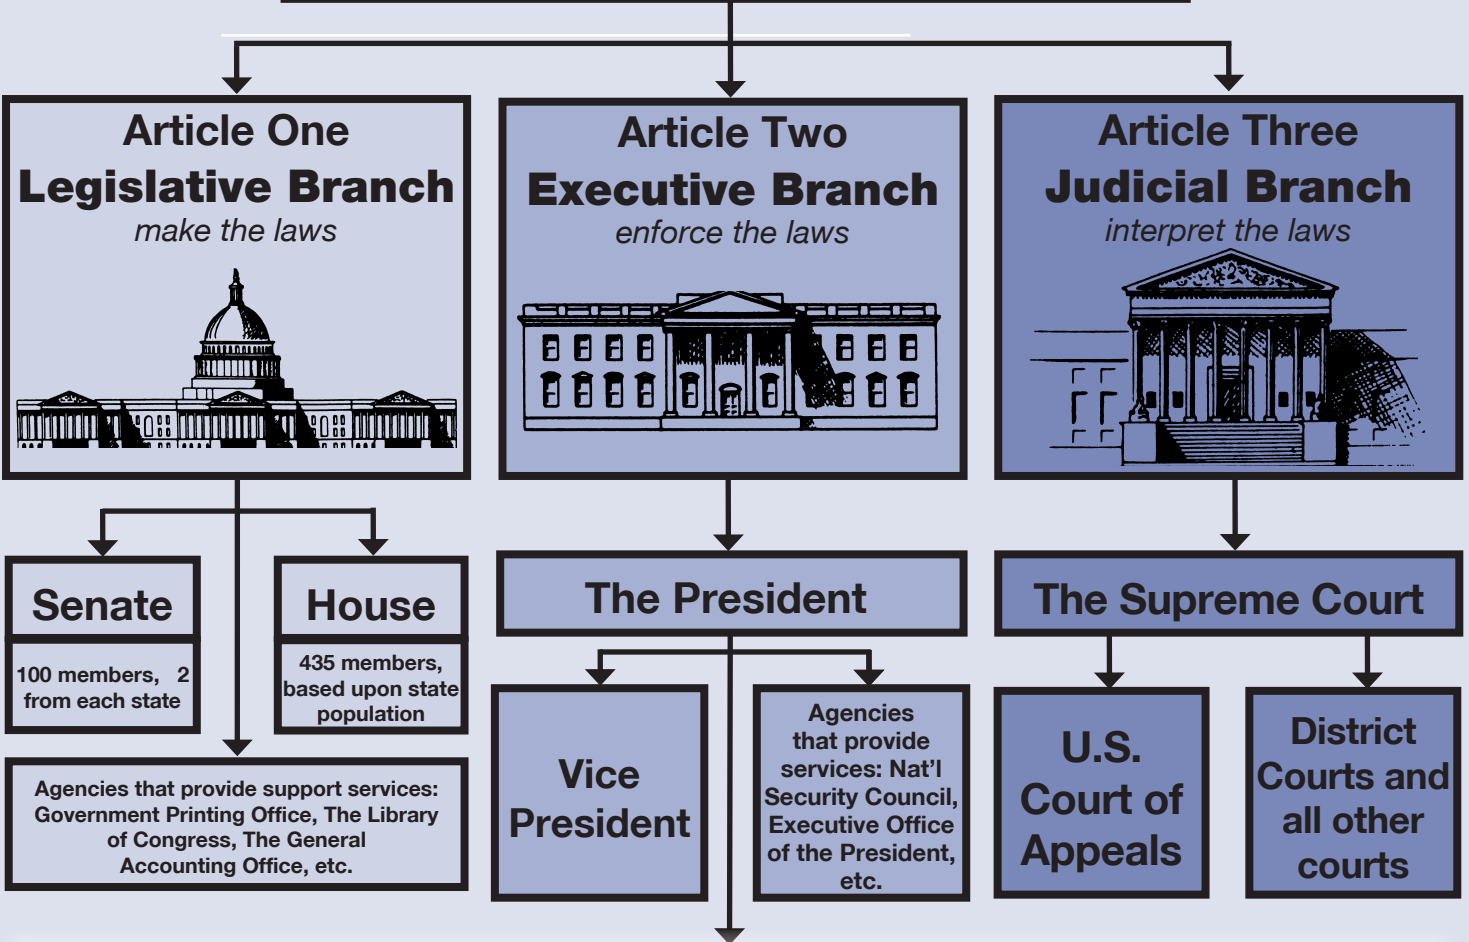 Article One
Legislative Branch
make the laws
Article Two
Executive Branch
enforce the laws
Article Three
Judicial Branch
interpret the laws
Senate
100 members, 2
from each state
House
435 members,
based upon state
population
Agencies that provide support services:
Government Printing Office, The Library
of Congress, The General
Accounting Office, etc.
The President
Vice
President
Agencies
that provide
services: Nat’l
Security Council,
Executive Office
of the President,
etc.
The Supreme Court
U.S.
Court of
Appeals
District
Courts and
all other
courts